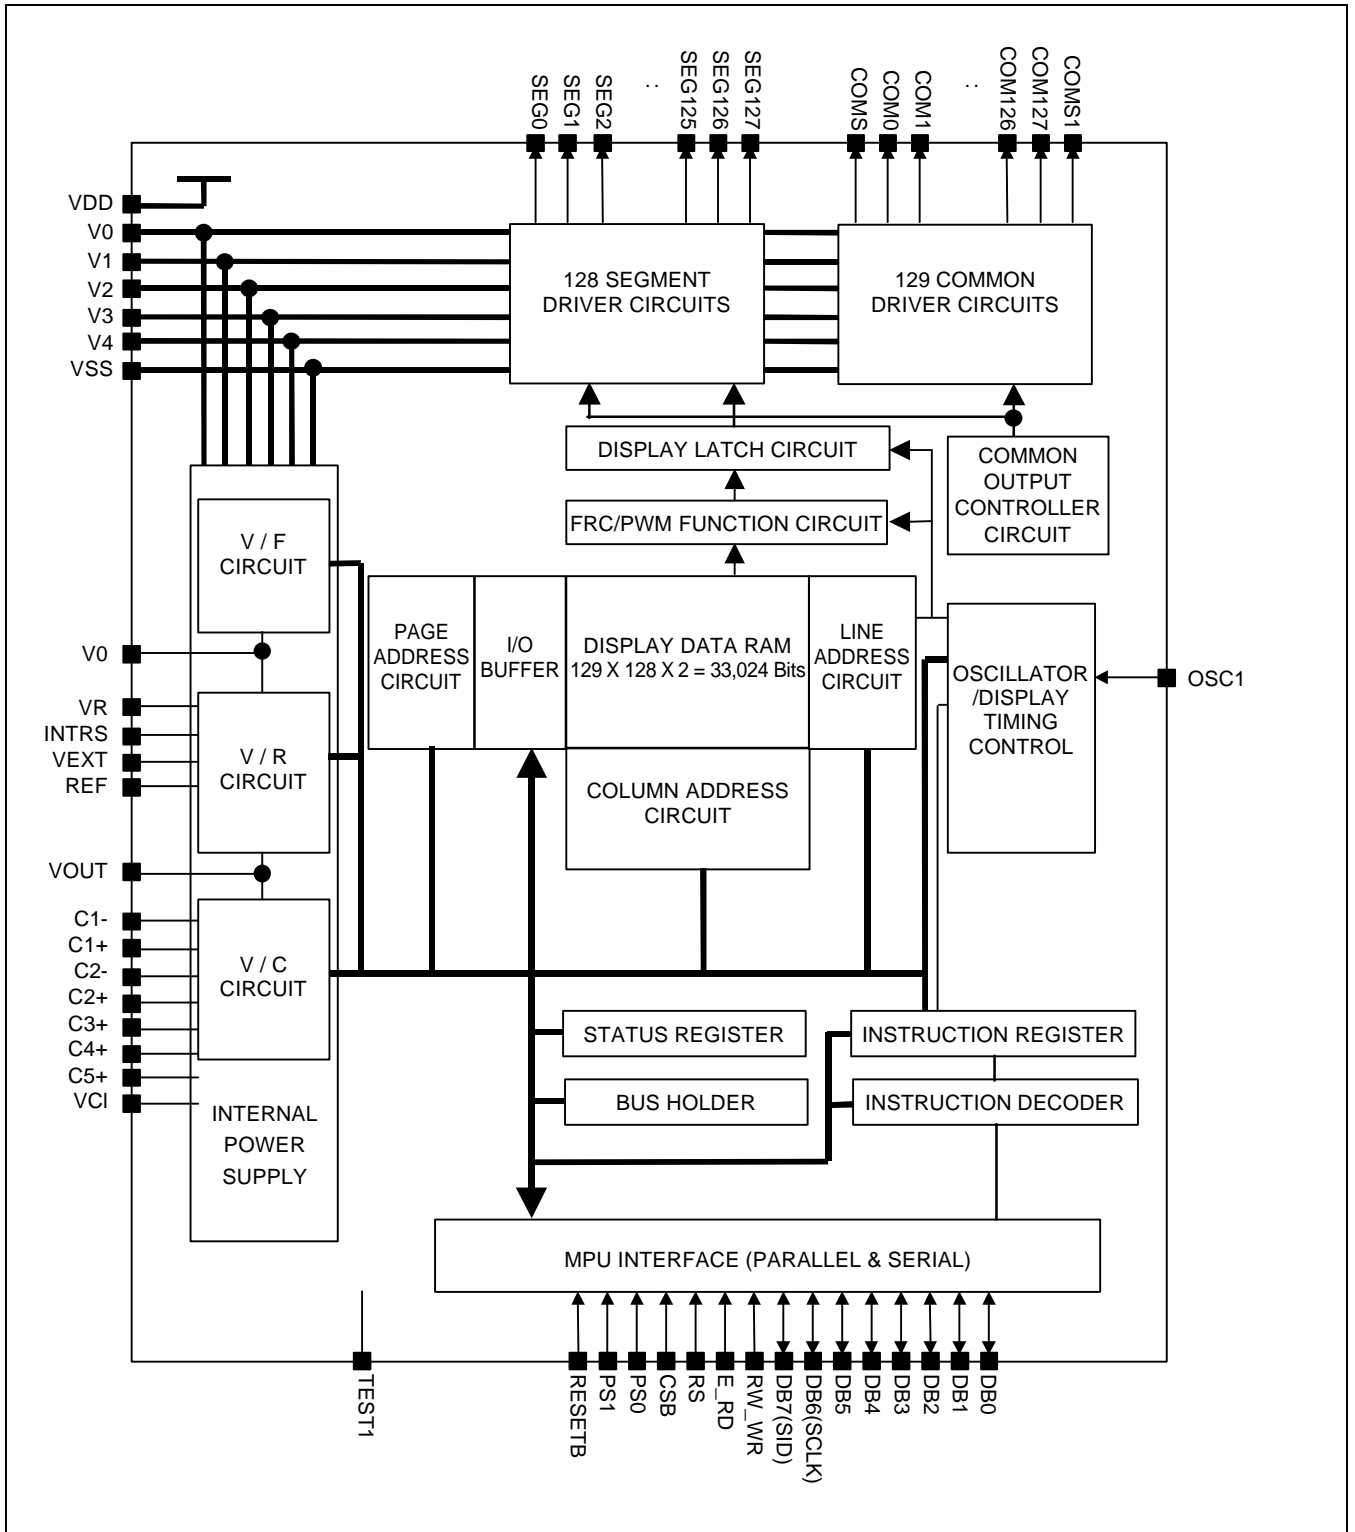 SEG0
SEG1
SEG2
..
SEG125
SEG126
SEG127
COMS
COM0
COM1
..
COM126
COM127
COMS1
VDD
V0
V1
V2
V3
V4
VSS
128 SEGMENT
DRIVER CIRCUITS
129 COMMON
DRIVER CIRCUITS
DISPLAY LATCH CIRCUIT
COMMON
OUTPUT
CONTROLLER
CIRCUIT
FRC/PWM FUNCTION CIRCUIT
V / F
CIRCUIT
PAGE
ADDRESS
CIRCUIT
I/O
BUFFER
DISPLAY DATA RAM
129 X 128 X 2 = 33,024 Bits
LINE
ADDRESS
CIRCUIT
OSCILLATOR
/DISPLAY
TIMING
CONTROL
OSC1
V0
VR
INTRS
VEXT
REF
V / R
CIRCUIT
COLUMN ADDRESS
CIRCUIT
VOUT
C1-
C1+
C2-
C2+
C3+
C4+
C5+
VCI
V / C
CIRCUIT
STATUS REGISTER
INSTRUCTION REGISTER
BUS HOLDER
INSTRUCTION DECODER
INTERNAL
POWER
SUPPLY
MPU INTERFACE (PARALLEL & SERIAL)
TEST1
RESETB
PS1
PS0
CSB
RS
E_RD
RW_WR
DB7(SID)
DB6(SCLK)
DB5
DB4
DB3
DB2
DB1
DB0